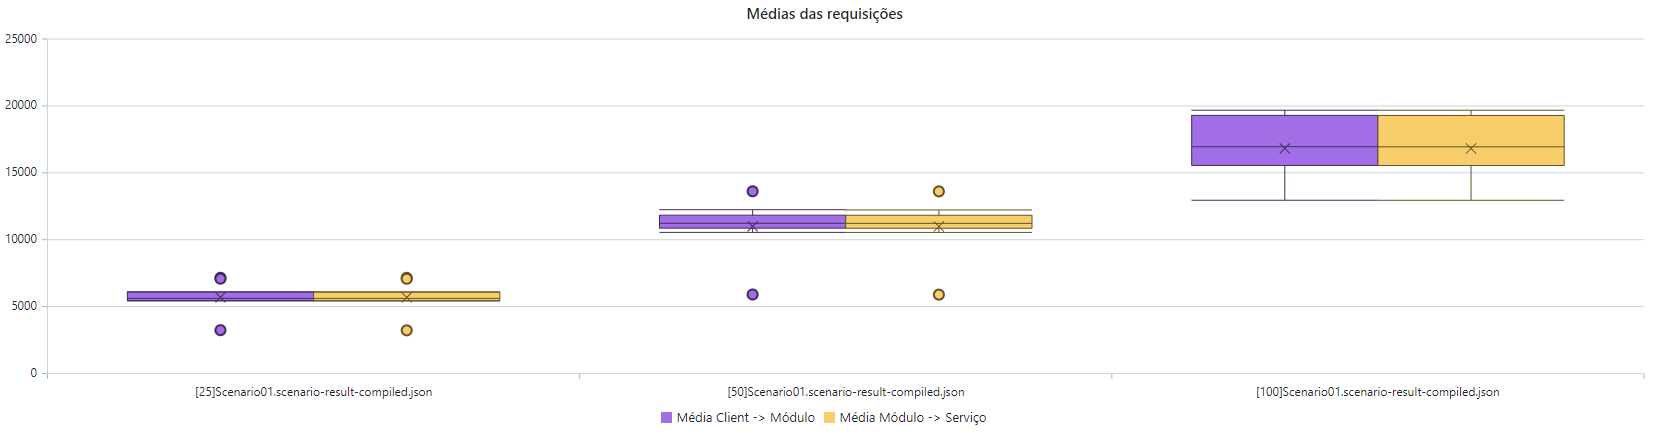 Médias das requisições
25000
20000
15000
10000
5000
0
[25]Scenario01.scenario-result-compiled.json [50]Scenario01.scenario-result-compiled.json [100]Scenario01.scenario-result-compiled.json
Média Client -> Módulo Média Módulo -> Serviço